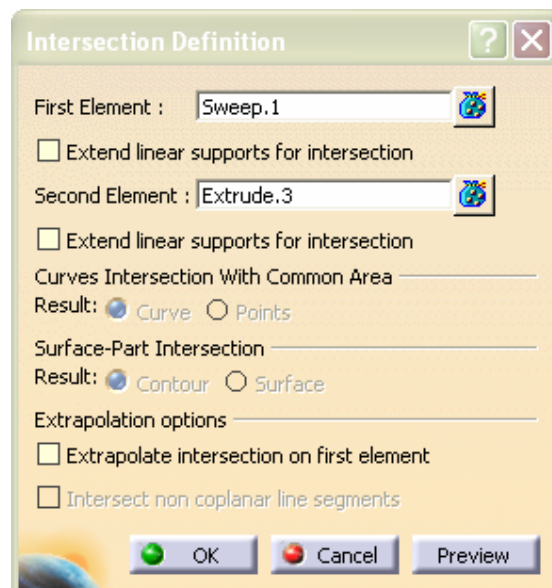 Intersection Definition
First Element : Sweep.1
Extend linear supports for intersection
Second Element : Extrude.3
Extend linear supports for intersection
Curves Intersection With Common Area
Result: Curve Points
Surface-Part Intersection
Result: Contour Surface
Extrapolation options
Extrapolate intersection on first element
Intersect non coplanar line segments
OK Cancel Preview